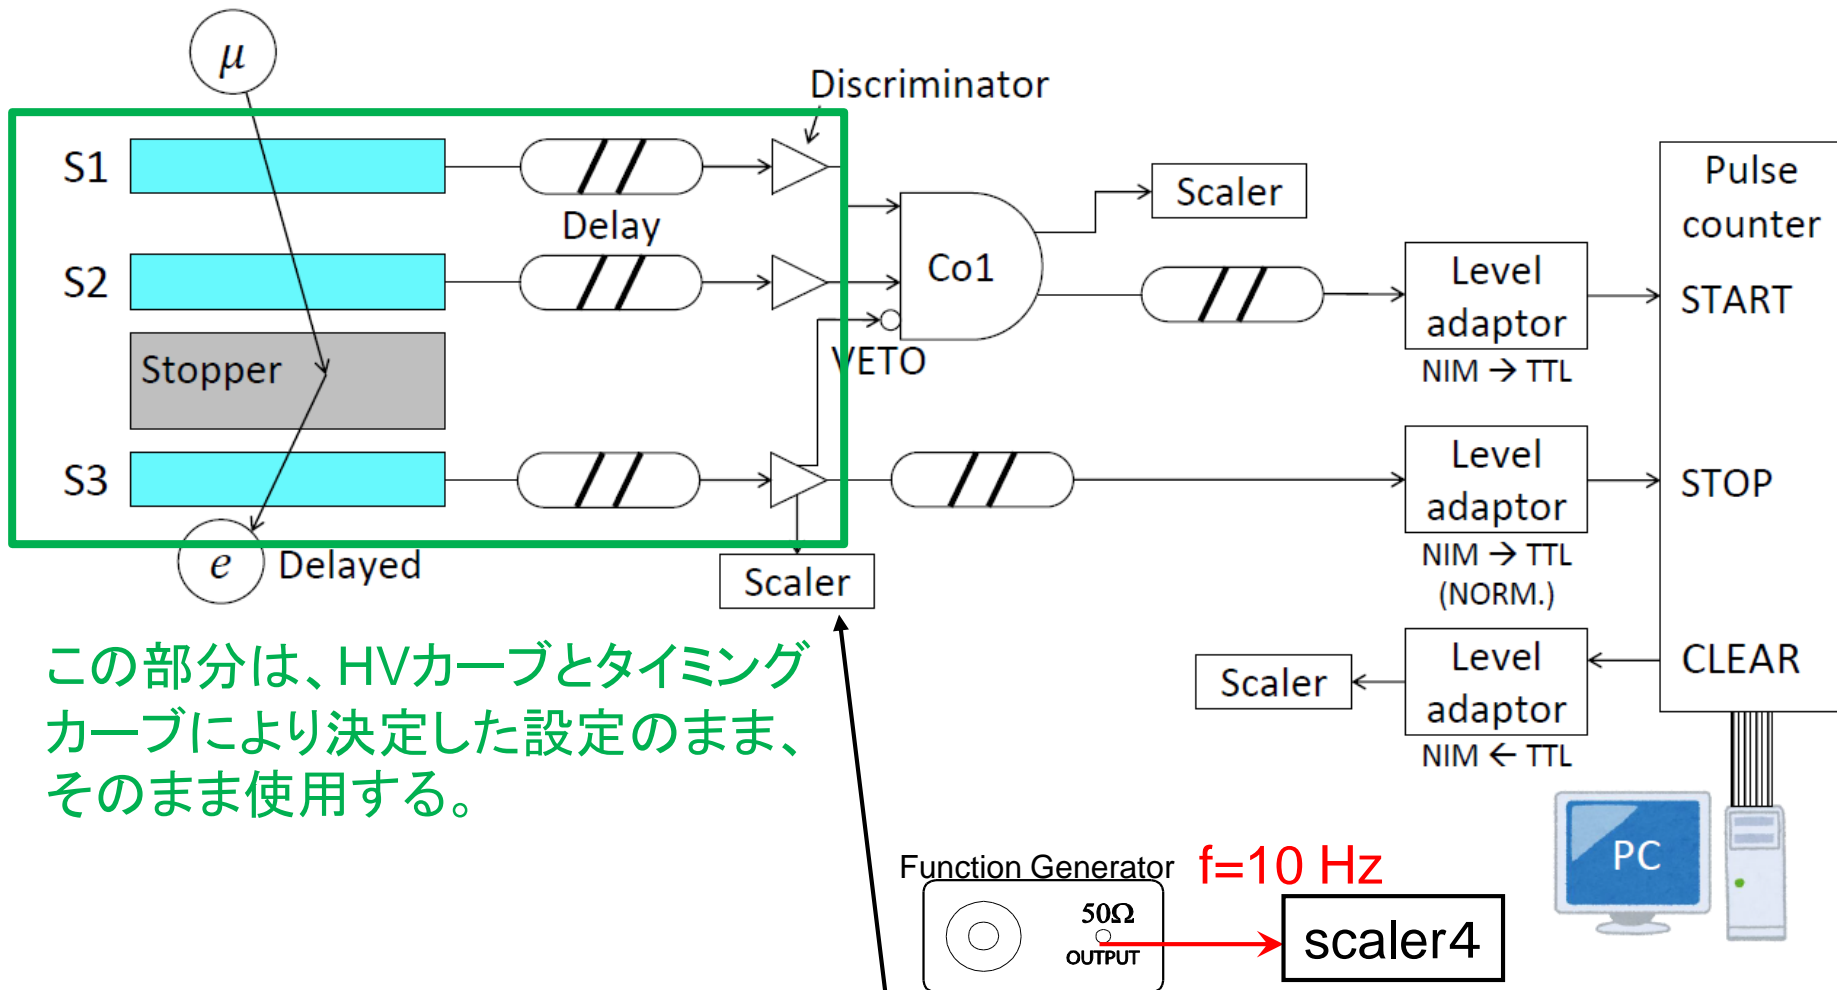 μ
Discriminator
S1
Delay
S2
Stopper
S3
e
Delayed
VETO
Co1
Scaler
Scaler
Level
adaptor
NIM → TTL
Level
adaptor
NIM → TTL
(NORM.)
Scaler
Level
adaptor
NIM ← TTL
Pulse
counter
START
STOP
CLEAR
PC
この部分は、HVカーブとタイミング
カーブにより決定した設定のまま、
そのまま使用する。
Function Generator
f=10 Hz
50Ω
OUTPUT
scaler4